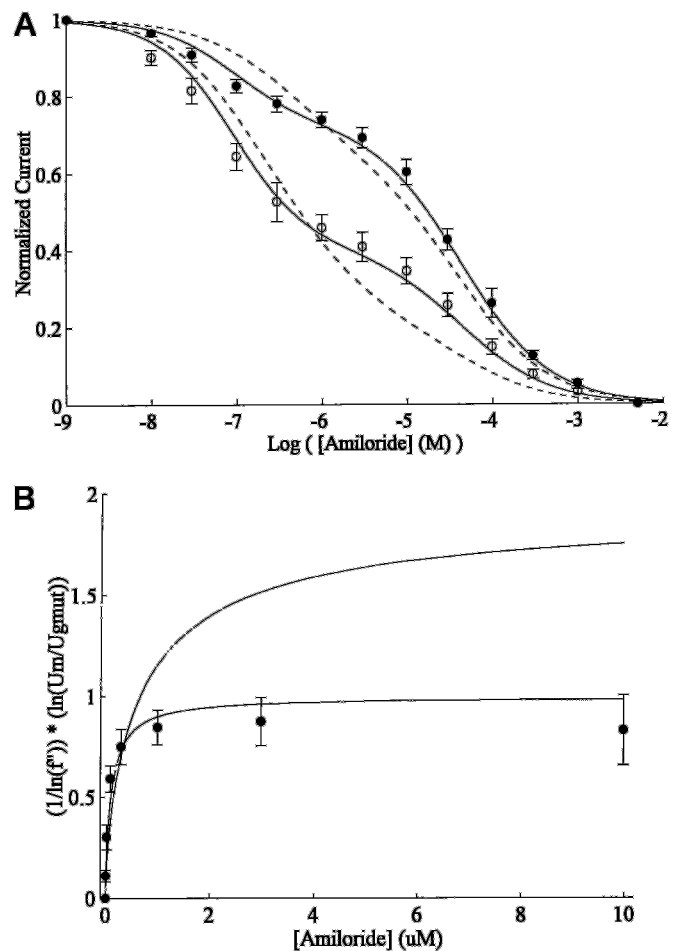 A
Normalized Current
1
0.8
0.6
0.4
0.2
0
-9 -8 -7 -6 -5 -4 -3 -2
Log ( [Amiloride] (M) )
B
(1/ln(f")) * (ln(Um/Ugmut))
2
1.5
1
0.5
0
0 2 4 6 8 10
[Amiloride] (uM)